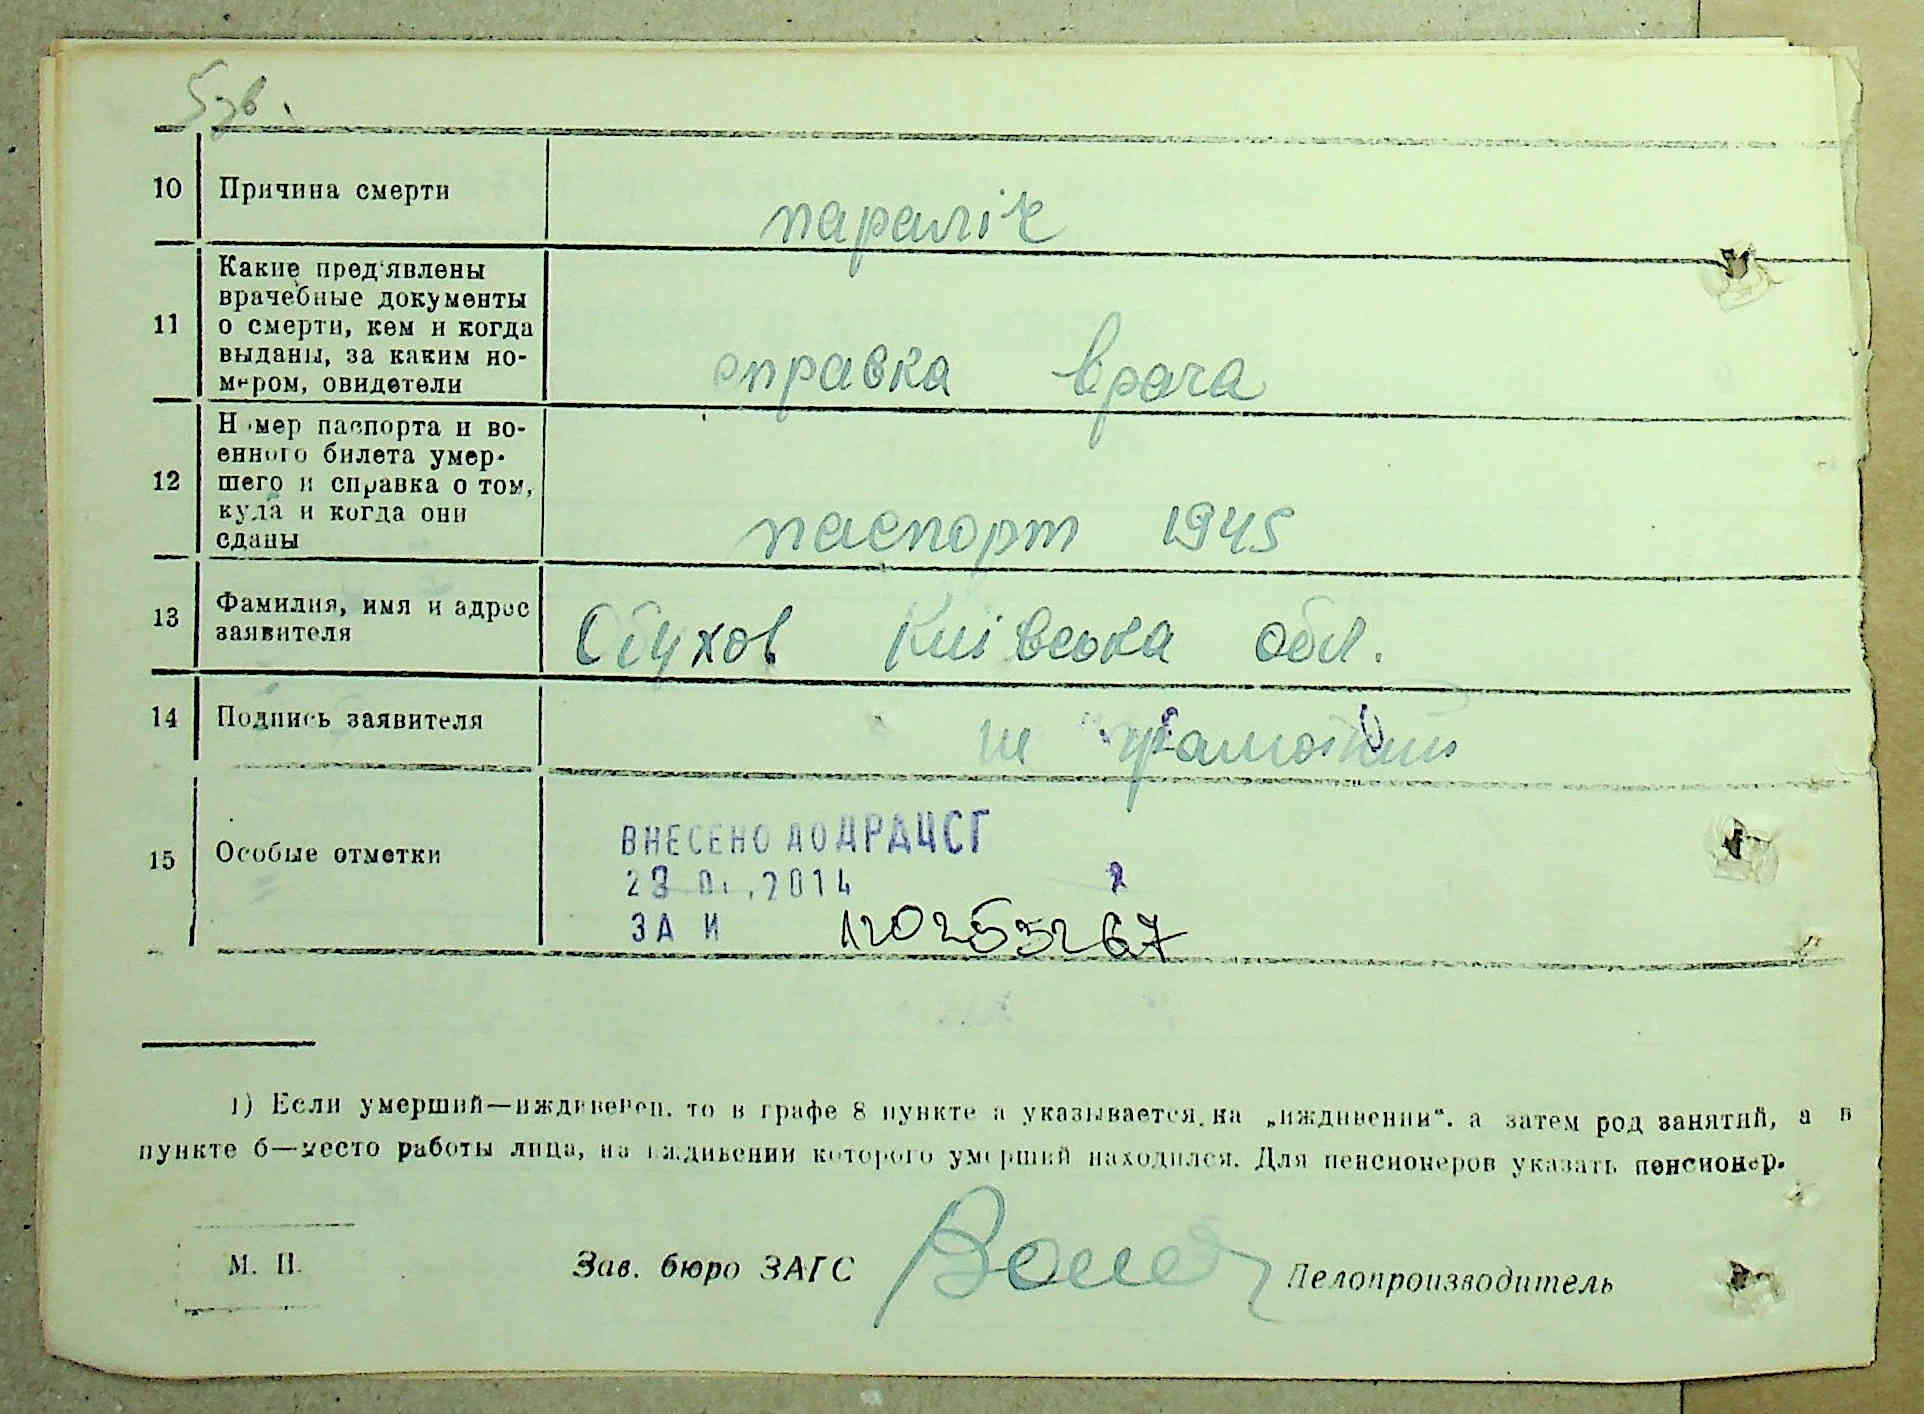 5зв.
10 Причина смерти параліч
11 Какие пред'явлены
врачебные документы
о смерти, кем и когда
выданы, за каким но-
мером, свидетели
справка врача
12 Номер паспорта и во-
енного билета умер-
шего и справка о том,
куда и когда они
сданы
паспорт 1945
13 Фамилия, имя и адрес
заявителя
Обухов Київська обл.
14 Подпись заявителя не грамотний
15 Особые отметки
ВНЕСЕНО ДО ДРАЦСГ
2014
ЗА И
1) Если умерший—иждивенец, то в графе 8 пункте а указывается, на „иждивении“, а затем род занятий, а в
пункте б—место работы лица, на иждивении которого умерший находился. Для пенсионеров указать пенсионер.
М. П. Зав. бюро ЗАГС Делопроизводитель